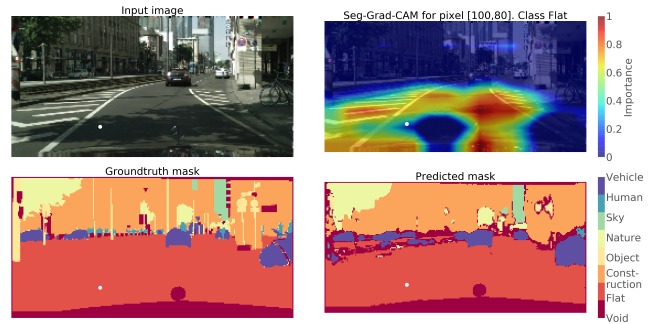 Input image
Seg-Grad-CAM for pixel [100,80]. Class Flat
1
0.8
0.6
0.4
0.2
0
Importance
Groundtruth mask
Predicted mask
Vehicle
Human
Sky
Nature
Object
Const-
ruction
Flat
Void